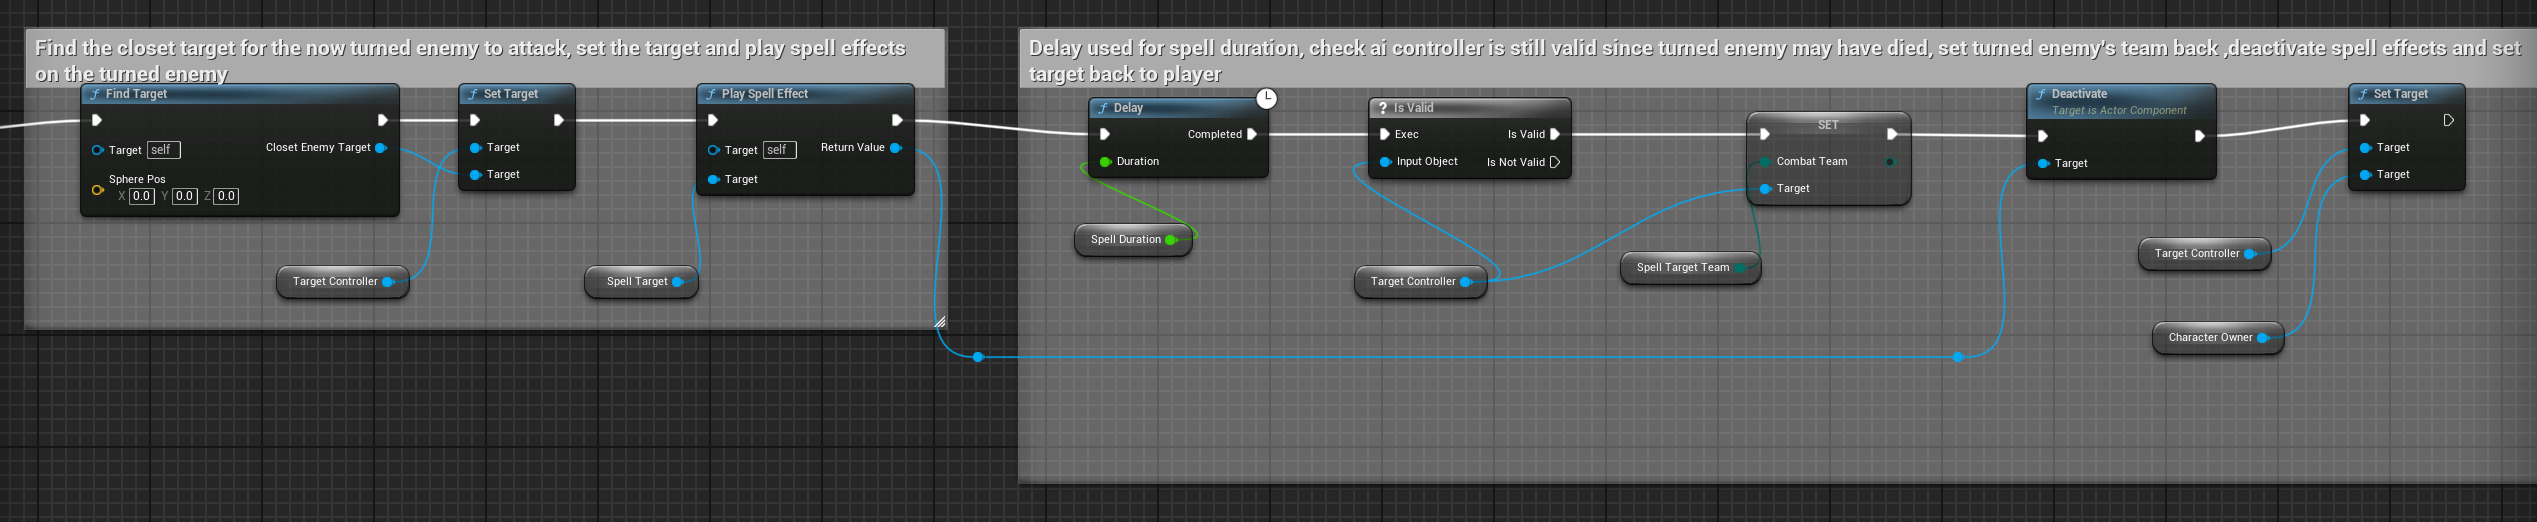 Find the closet target for the now turned enemy to attack, set the target and play spell effects
on the turned enemy
Find Target
Target self
Closet Enemy Target
Sphere Pos
X 0.0 Y 0.0 Z 0.0
Set Target
Target
Target
Play Spell Effect
Target self
Return Value
Target
Target Controller
Spell Target
Delay used for spell duration, check ai controller is still valid since turned enemy may have died, set turned enemy's team back ,deactivate spell effects and set
target back to player
Delay
Completed
Duration
Spell Duration
? Is Valid
Exec
Is Valid
Input Object
Is Not Valid
Target Controller
SET
Combat Team
Target
Spell Target Team
Deactivate
Target is Actor Component
Target
Set Target
Target
Target
Target Controller
Character Owner